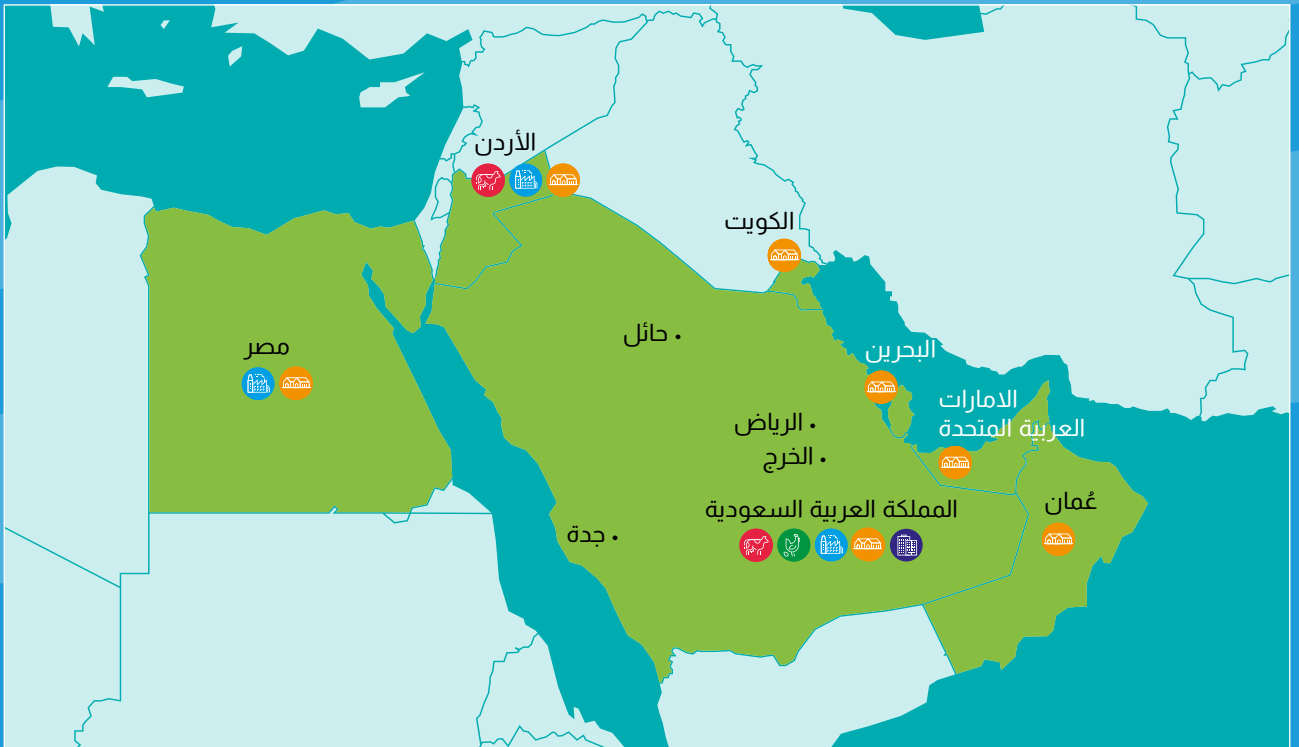 الأردن
الكويت
حائل
مصر
البحرين
الامارات
العربية المتحدة
الرياض
الخرج
عُمان
المملكة العربية السعودية
جدة